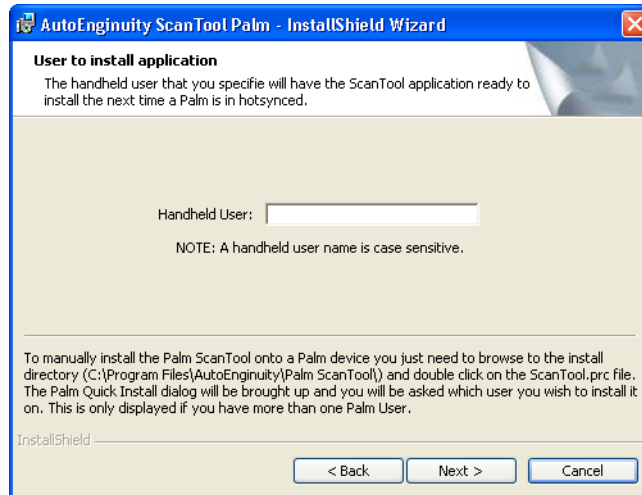 AutoEnginuity ScanTool Palm - InstallShield Wizard
User to install application
The handheld user that you specifie will have the ScanTool application ready to
install the next time a Palm is in hotsynced.
Handheld User:
NOTE: A handheld user name is case sensitive.
To manually install the Palm ScanTool onto a Palm device you just need to browse to the install
directory (C:\Program Files\AutoEnginuity\Palm ScanTool\) and double click on the ScanTool.prc file.
The Palm Quick Install dialog will be brought up and you will be asked which user you wish to install it
on. This is only displayed if you have more than one Palm User.
InstallShield
< Back
Next >
Cancel